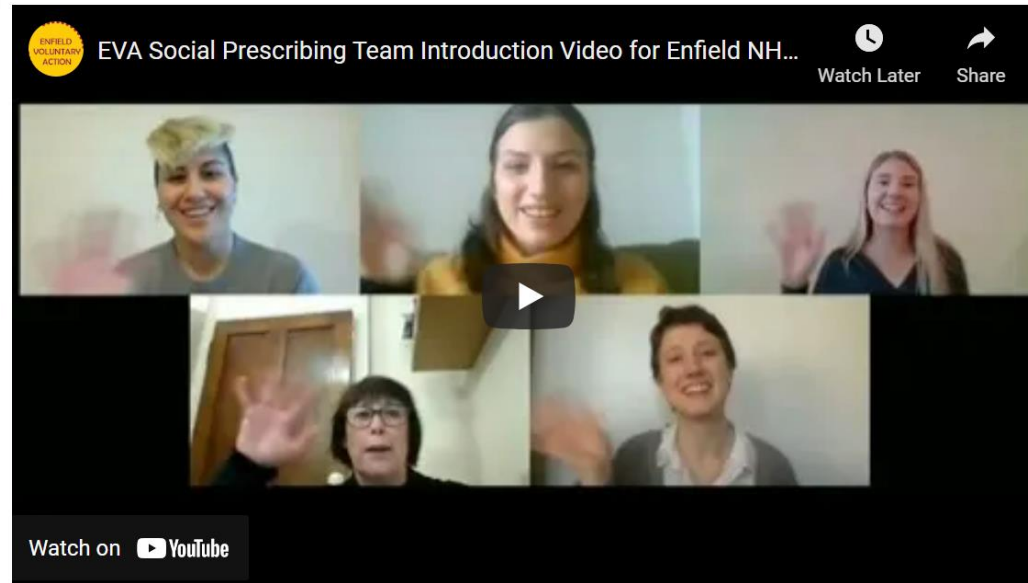 ENFIELD
VOLUNTARY
ACTION
EVA Social Prescribing Team Introduction Video for Enfield NH...
Watch Later
Share
Watch on YouTube